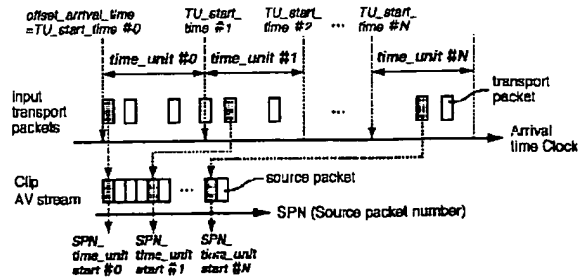 offset_arrival_time
=TU_start_time #0
TU_start_
time #1
TU_start_
time #2
...
TU_start_
time #N
time_unit #0
time_unit #1
time_unit #N
Input
transport
packets
...
transport
packet
Arrival
time Clock
Clip
AV stream
...
source packet
SPN (Source packet number)
SPN_
time_unit
start #0
SPN_
time_unit
start #1
SPN_
time_unit
start #N